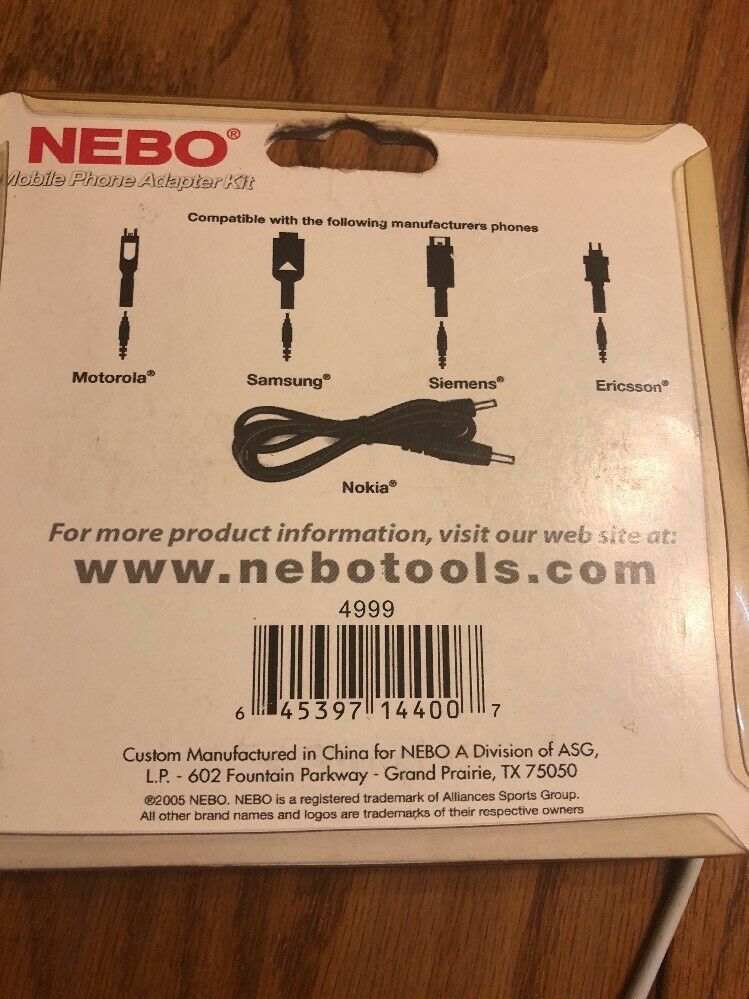 NEBO®
Mobile Phone Adapter Kit
Compatible with the following manufacturers phones
Motorola®
Samsung®
Siemens®
Ericsson®
Nokia®
For more product information, visit our web site at:
www.nebotools.com
4999
6 45397 14400 7
Custom Manufactured in China for NEBO A Division of ASG,
L.P. - 602 Fountain Parkway - Grand Prairie, TX 75050
®2005 NEBO. NEBO is a registered trademark of Alliances Sports Group.
All other brand names and logos are trademarks of their respective owners